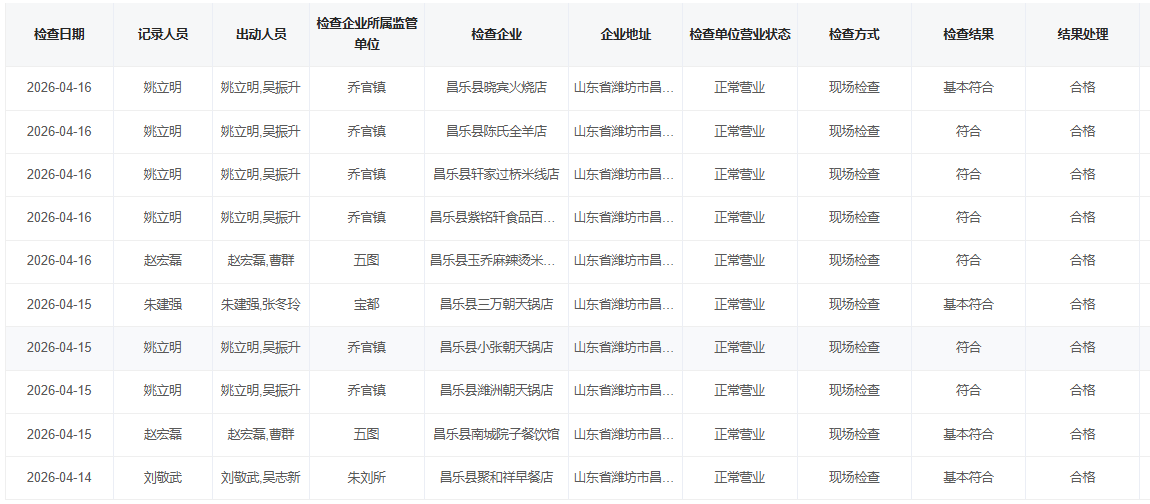 检查日期 记录人员 出动人员 检查企业所属监管单位 检查企业 企业地址 检查单位营业状态 检查方式 检查结果 结果处理
2026-04-16 姚立明 姚立明,吴振升 乔官镇 昌乐县晓宾火烧店 山东省潍坊市昌… 正常营业 现场检查 基本符合 合格
2026-04-16 姚立明 姚立明,吴振升 乔官镇 昌乐县陈氏全羊店 山东省潍坊市昌… 正常营业 现场检查 符合 合格
2026-04-16 姚立明 姚立明,吴振升 乔官镇 昌乐县轩家过桥米线店 山东省潍坊市昌… 正常营业 现场检查 符合 合格
2026-04-16 姚立明 姚立明,吴振升 乔官镇 昌乐县紫铭轩食品百… 山东省潍坊市昌… 正常营业 现场检查 符合 合格
2026-04-16 赵宏磊 赵宏磊,曹群 五图 昌乐县玉乔麻辣烫米… 山东省潍坊市昌… 正常营业 现场检查 符合 合格
2026-04-15 朱建强 朱建强,张冬玲 宝都 昌乐县三万朝天锅店 山东省潍坊市昌… 正常营业 现场检查 基本符合 合格
2026-04-15 姚立明 姚立明,吴振升 乔官镇 昌乐县小张朝天锅店 山东省潍坊市昌… 正常营业 现场检查 符合 合格
2026-04-15 姚立明 姚立明,吴振升 乔官镇 昌乐县潍洲朝天锅店 山东省潍坊市昌… 正常营业 现场检查 符合 合格
2026-04-15 赵宏磊 赵宏磊,曹群 五图 昌乐县南城院子餐饮馆 山东省潍坊市昌… 正常营业 现场检查 基本符合 合格
2026-04-14 刘敬武 刘敬武,吴志新 朱刘所 昌乐县聚和祥早餐店 山东省潍坊市昌… 正常营业 现场检查 基本符合 合格